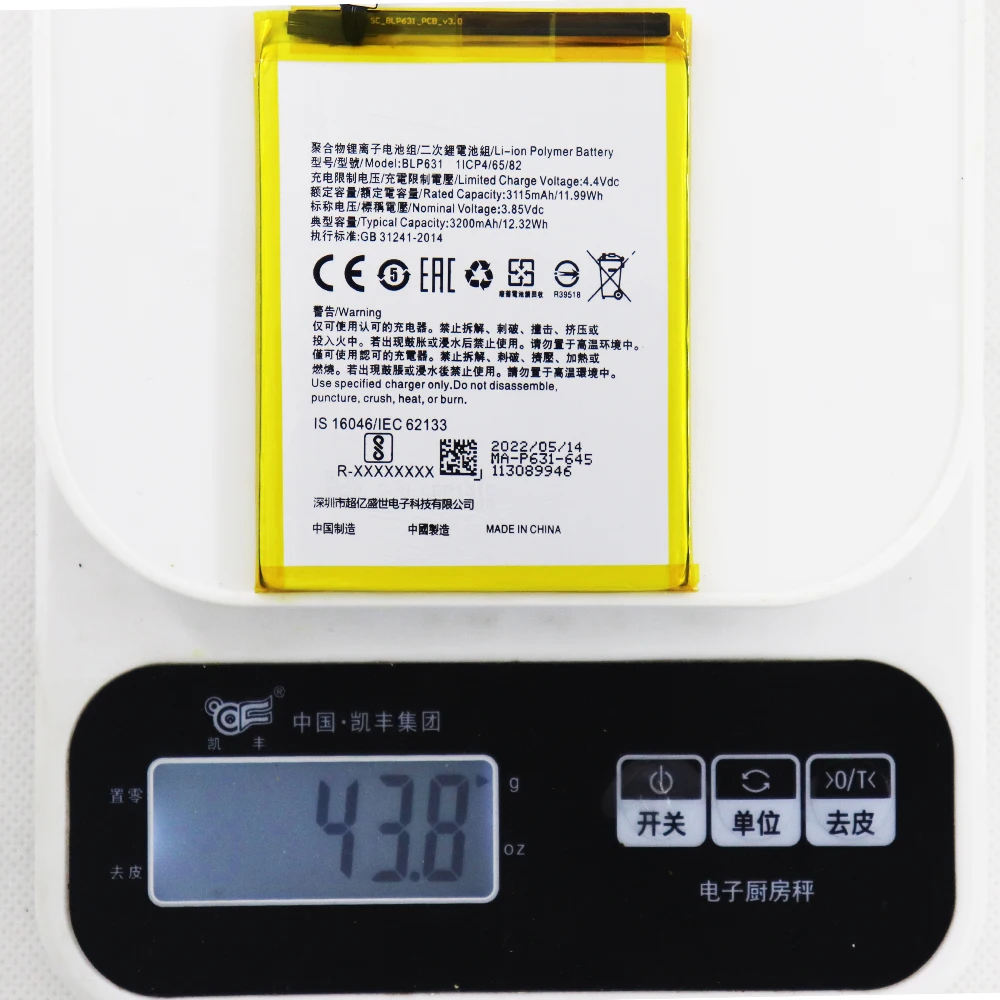 SC_BLP631_PCB_v3.0
聚合物锂离子电池组/二次鋰電池組/Li-ion Polymer Battery
型号/型號/Model:BLP631 1ICP4/65/82
充电限制电压/充電限制電壓/Limited Charge Voltage:4.4Vdc
额定容量/額定電容量/Rated Capacity:3115mAh/11.99Wh
标称电压/標稱電壓/Nominal Voltage:3.85Vdc
典型容量/Typical Capacity:3200mAh/12.32Wh
执行标准:GB 31241-2014
CE 5 EAC
廢電池請回收 R39518
警告/Warning
仅可使用认可的充电器。禁止拆解、刺破、撞击、挤压或
投入火中。若出现鼓胀或浸水后禁止使用。请勿置于高温环境中。
僅可使用認可的充電器。禁止拆解、刺破、擠壓、加熱或
燃燒。若出現鼓脹或浸水後禁止使用。請勿置于高溫環境中。
Use specified charger only.Do not disassemble,
puncture, crush, heat, or burn.
IS 16046/IEC 62133
R-XXXXXXXX
2022/05/14
MA-P631-645
113089946
深圳市超亿盛世电子科技有限公司
中国制造 中國製造 MADE IN CHINA
凯丰 ® 中国·凯丰集团
置零 43.8 g
去皮 oz
>0/T<
开关 单位 去皮
电子厨房秤